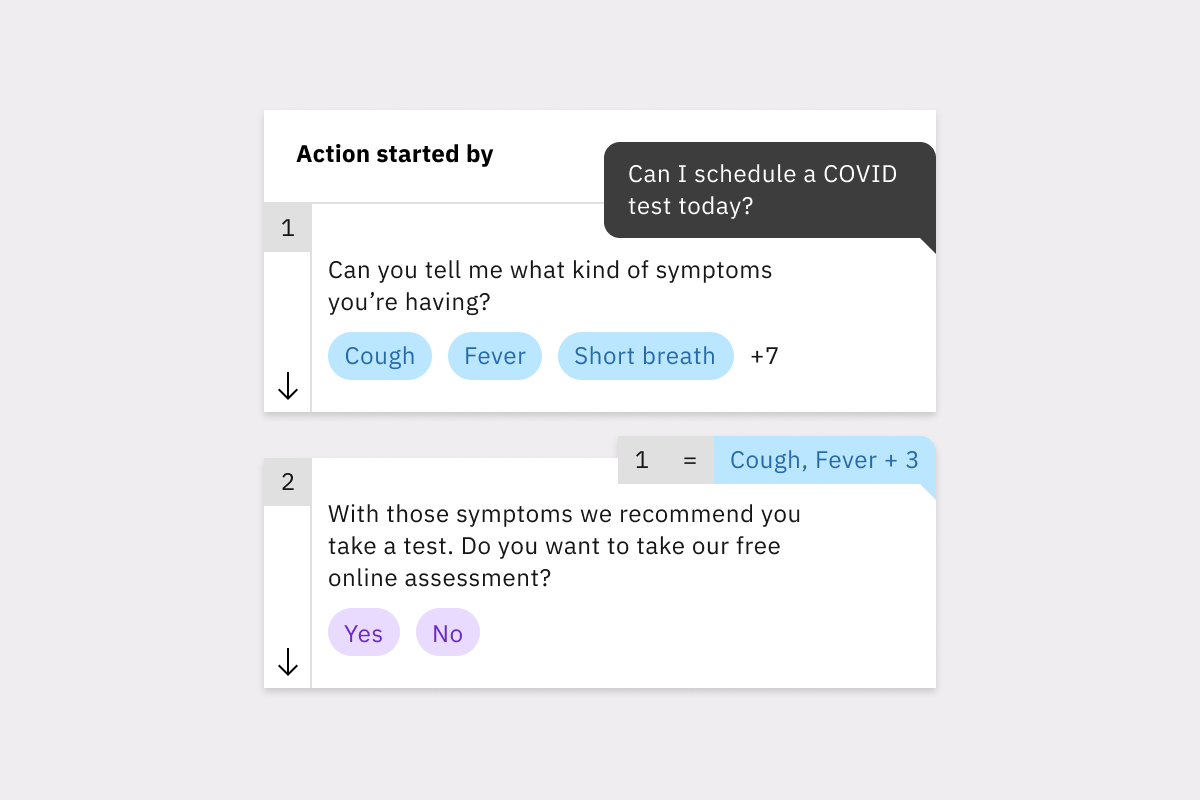 Action started by
Can I schedule a COVID
test today?
1
Can you tell me what kind of symptoms
you’re having?
Cough Fever Short breath +7
1 = Cough, Fever + 3
2
With those symptoms we recommend you
take a test. Do you want to take our free
online assessment?
Yes No